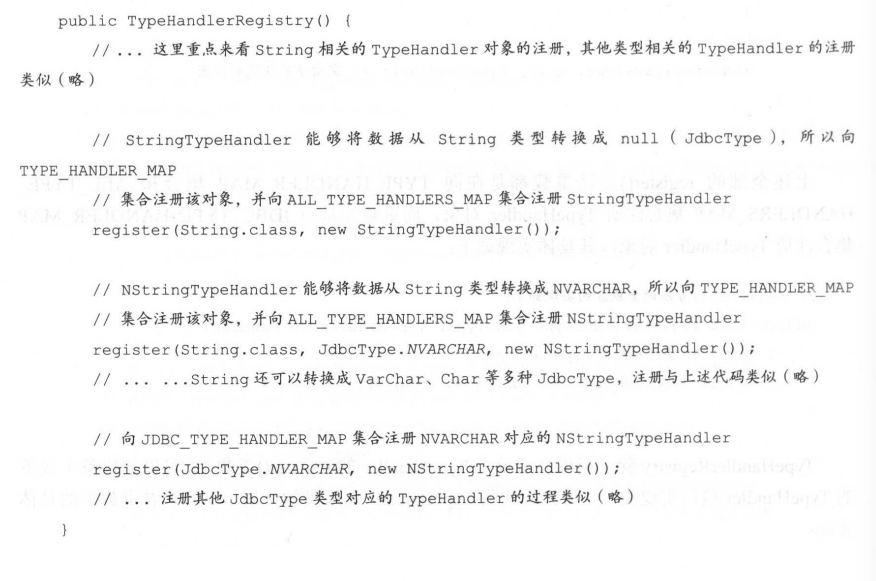 public TypeHandlerRegistry() {
// ... 这里重点来看 String 相关的 TypeHandler 对象的注册，其他类型相关的 TypeHandler 的注册
类似（略）
// StringTypeHandler 能够将数据从 String 类型转换成 null（JdbcType），所以向
TYPE_HANDLER_MAP
// 集合注册该对象，并向 ALL_TYPE_HANDLERS_MAP 集合注册 StringTypeHandler
register(String.class, new StringTypeHandler());
// NStringTypeHandler 能够将数据从 String 类型转换成 NVARCHAR，所以向 TYPE_HANDLER_MAP
// 集合注册该对象，并向 ALL_TYPE_HANDLERS_MAP 集合注册 NStringTypeHandler
register(String.class, JdbcType.NVARCHAR, new NStringTypeHandler());
// ... ...String 还可以转换成 VarChar、Char 等多种 JdbcType，注册与上述代码类似（略）
// 向 JDBC_TYPE_HANDLER_MAP 集合注册 NVARCHAR 对应的 NStringTypeHandler
register(JdbcType.NVARCHAR, new NStringTypeHandler());
// ... 注册其他 JdbcType 类型对应的 TypeHandler 的过程类似（略）
}